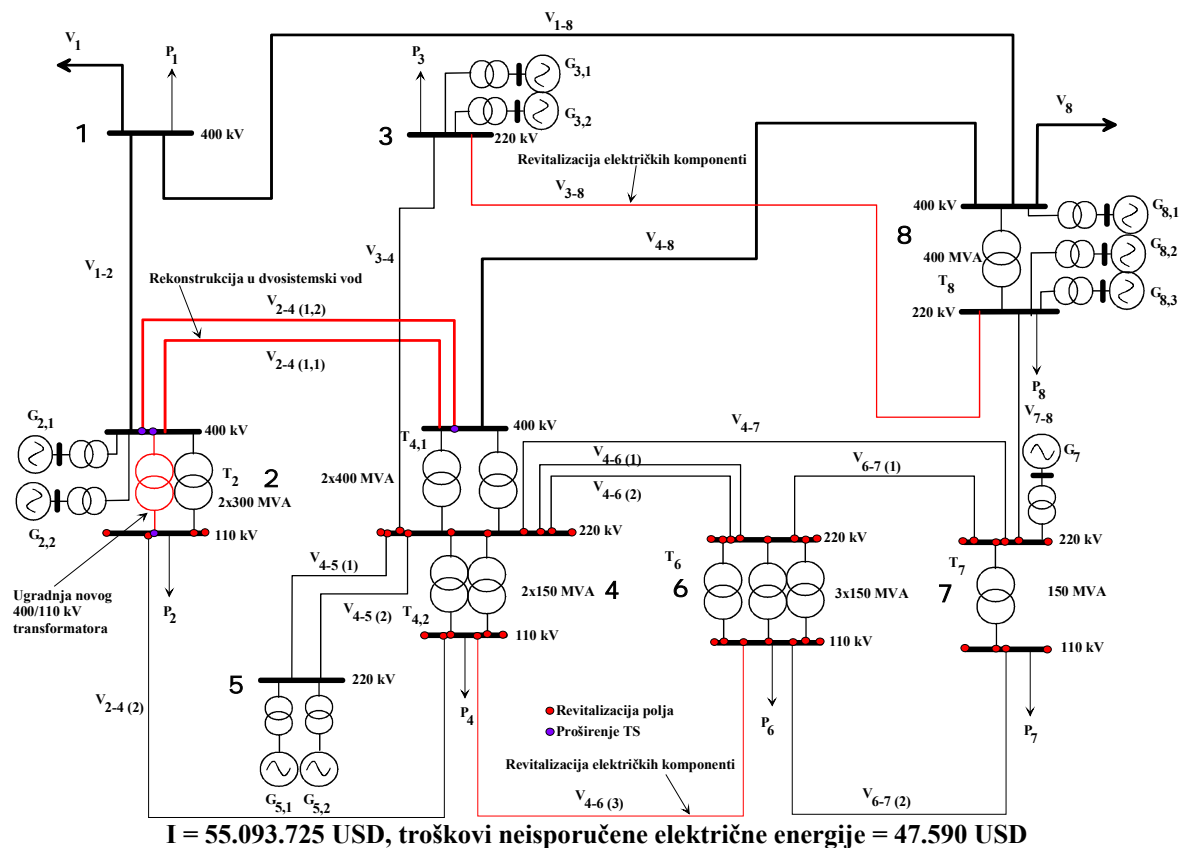 V1
P1
V1-8
P3
G3,1
G3,2
V8
1
400 kV
3
220 kV
Revitalizacija električkih komponenti
V3-8
400 kV
G8,1
8
400 MVA
G8,2
T8
G8,3
220 kV
V4-8
V3-4
V1-2
Rekonstrukcija u dvosistemski vod
V2-4 (1,2)
V2-4 (1,1)
P8
V7-8
G2,1
400 kV
T2
2
2x300 MVA
G2,2
110 kV
T4,1
400 kV
2x400 MVA
V4-7
V4-6 (1)
V4-6 (2)
V6-7 (1)
G7
220 kV
Ugradnja novog
400/110 kV
transformatora
P2
V4-5 (1)
V4-5 (2)
T4,2
2x150 MVA
4
110 kV
T6
6
220 kV
3x150 MVA
110 kV
T7
7
220 kV
150 MVA
110 kV
V2-4 (2)
5
220 kV
P4
P6
P7
Revitalizacija polja
Proširenje TS
Revitalizacija električkih komponenti
G5,1
G5,2
V4-6 (3)
V6-7 (2)
I = 55.093.725 USD, troškovi neisporučene električne energije = 47.590 USD